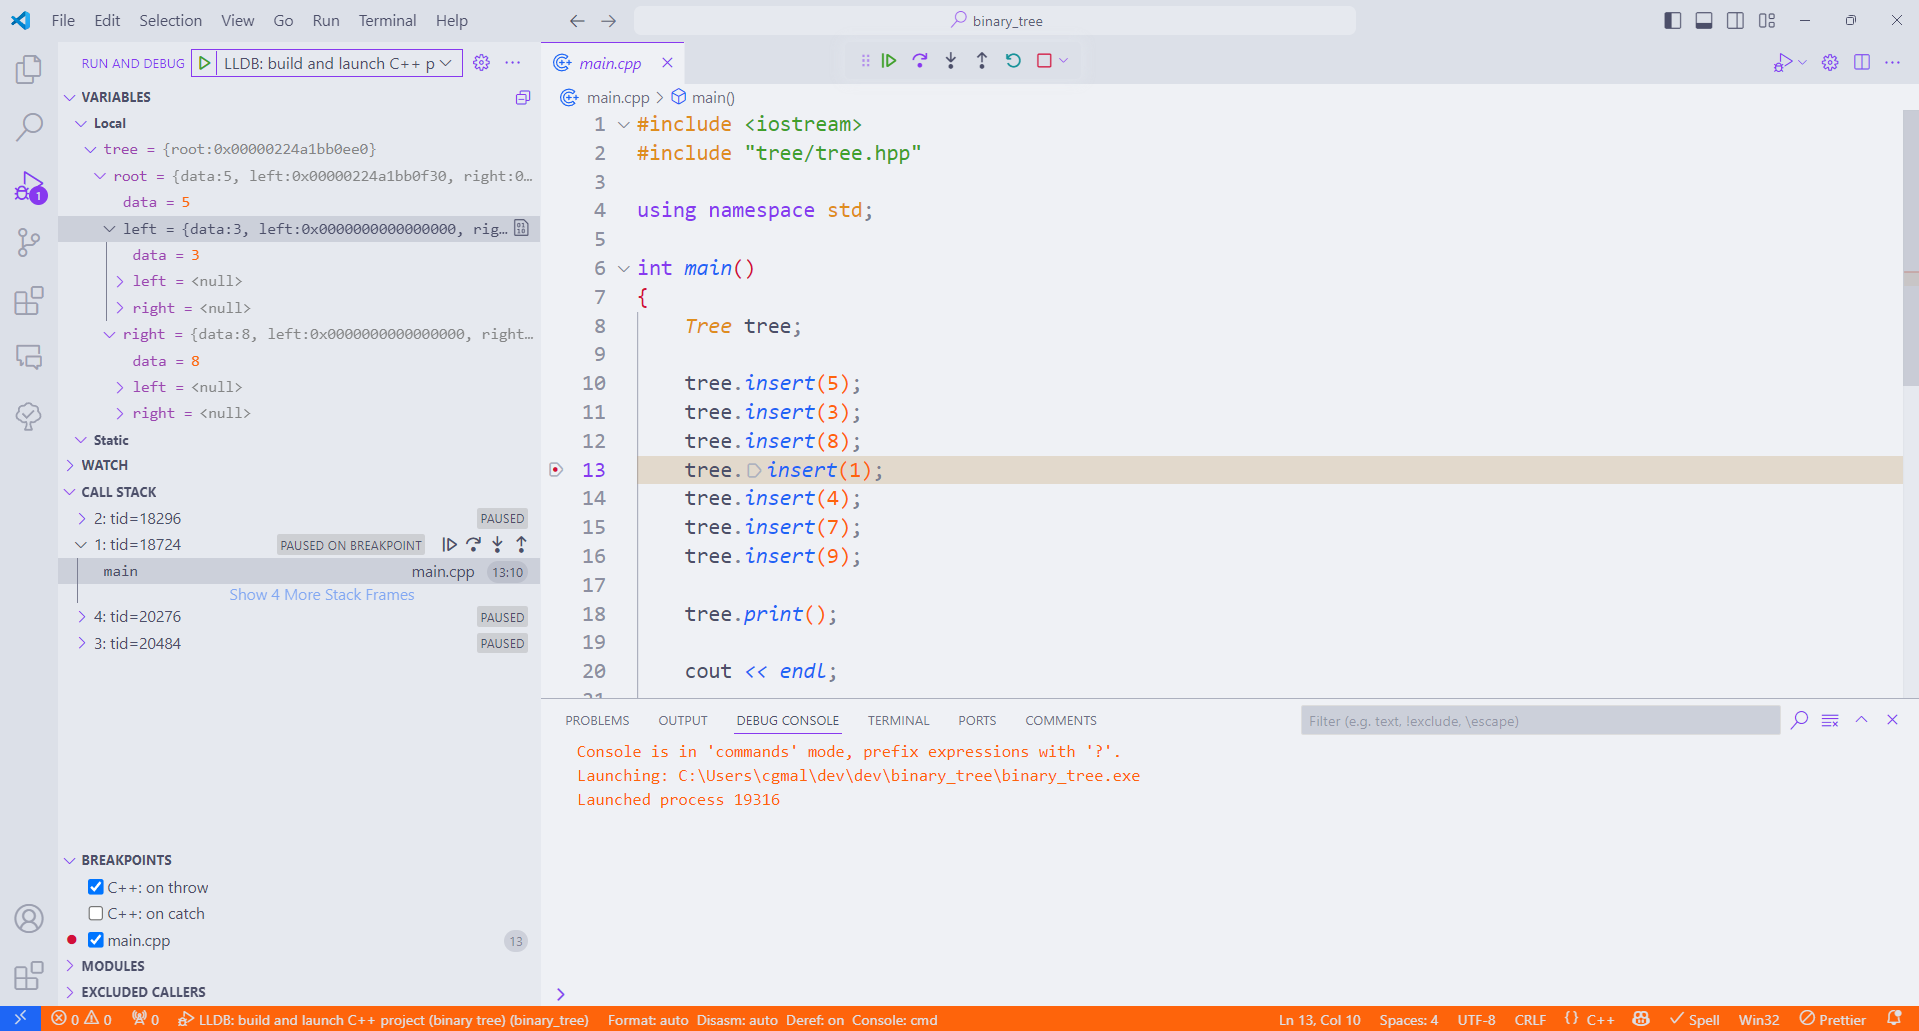 File Edit Selection View Go Run Terminal Help
binary_tree
RUN AND DEBUG LLDB: build and launch C++ p
VARIABLES
Local
tree = {root:0x00000224a1bb0ee0}
root = {data:5, left:0x00000224a1bb0f30, right:0…
data = 5
left = {data:3, left:0x0000000000000000, rig…
data = 3
left = <null>
right = <null>
right = {data:8, left:0x0000000000000000, right…
data = 8
left = <null>
right = <null>
Static
WATCH
CALL STACK
2: tid=18296 PAUSED
1: tid=18724 PAUSED ON BREAKPOINT
main main.cpp 13:10
Show 4 More Stack Frames
4: tid=20276 PAUSED
3: tid=20484 PAUSED
BREAKPOINTS
C++: on throw
C++: on catch
main.cpp 13
MODULES
EXCLUDED CALLERS
1
main.cpp
main.cpp > main()
1 #include <iostream>
2 #include "tree/tree.hpp"
3
4 using namespace std;
5
6 int main()
7 {
8 Tree tree;
9
10 tree.insert(5);
11 tree.insert(3);
12 tree.insert(8);
13 tree.insert(1);
14 tree.insert(4);
15 tree.insert(7);
16 tree.insert(9);
17
18 tree.print();
19
20 cout << endl;
21
PROBLEMS OUTPUT DEBUG CONSOLE TERMINAL PORTS COMMENTS
Filter (e.g. text, !exclude, \escape)
Console is in 'commands' mode, prefix expressions with '?'.
Launching: C:\Users\cgmal\dev\dev\binary_tree\binary_tree.exe
Launched process 19316
>
0 0 0 LLDB: build and launch C++ project (binary tree) (binary_tree) Format: auto Disasm: auto Deref: on Console: cmd
Ln 13, Col 10 Spaces: 4 UTF-8 CRLF {} C++ Spell Win32 Prettier